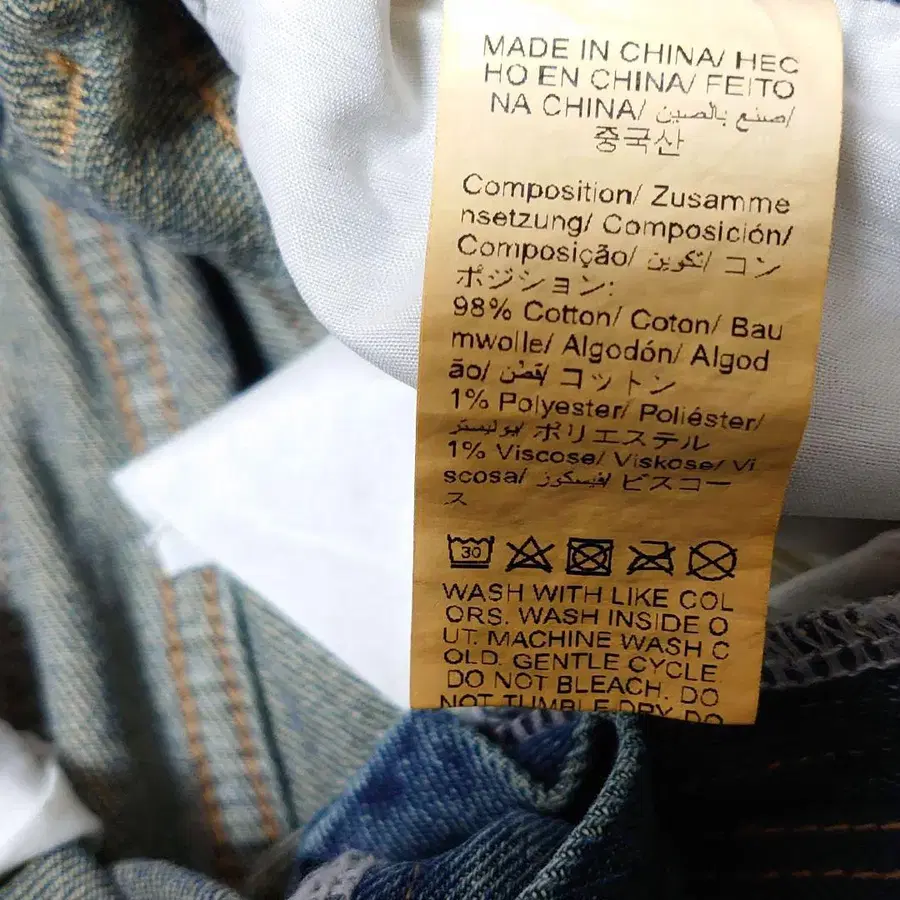 MADE IN CHINA/ HEC
HO EN CHINA/ FEITO
NA CHINA/ صنع بالصين/
중국산
Composition/ Zusamme
nsetzung/ Composición/
Composição/ تكوين/ コン
ポジション:
98% Cotton/ Coton/ Bau
mwolle/ Algodón/ Algod
ão/ قطن/ コットン
1% Polyester/ Poliéster/
بوليستر/ ポリエステル
1% Viscose/ Viskose/ Vi
scosa/ فيسكوز/ ビスコー
ス
30
WASH WITH LIKE COL
ORS. WASH INSIDE O
UT. MACHINE WASH C
OLD. GENTLE CYCLE.
DO NOT BLEACH. DO
NOT TUMBLE DRY. DO